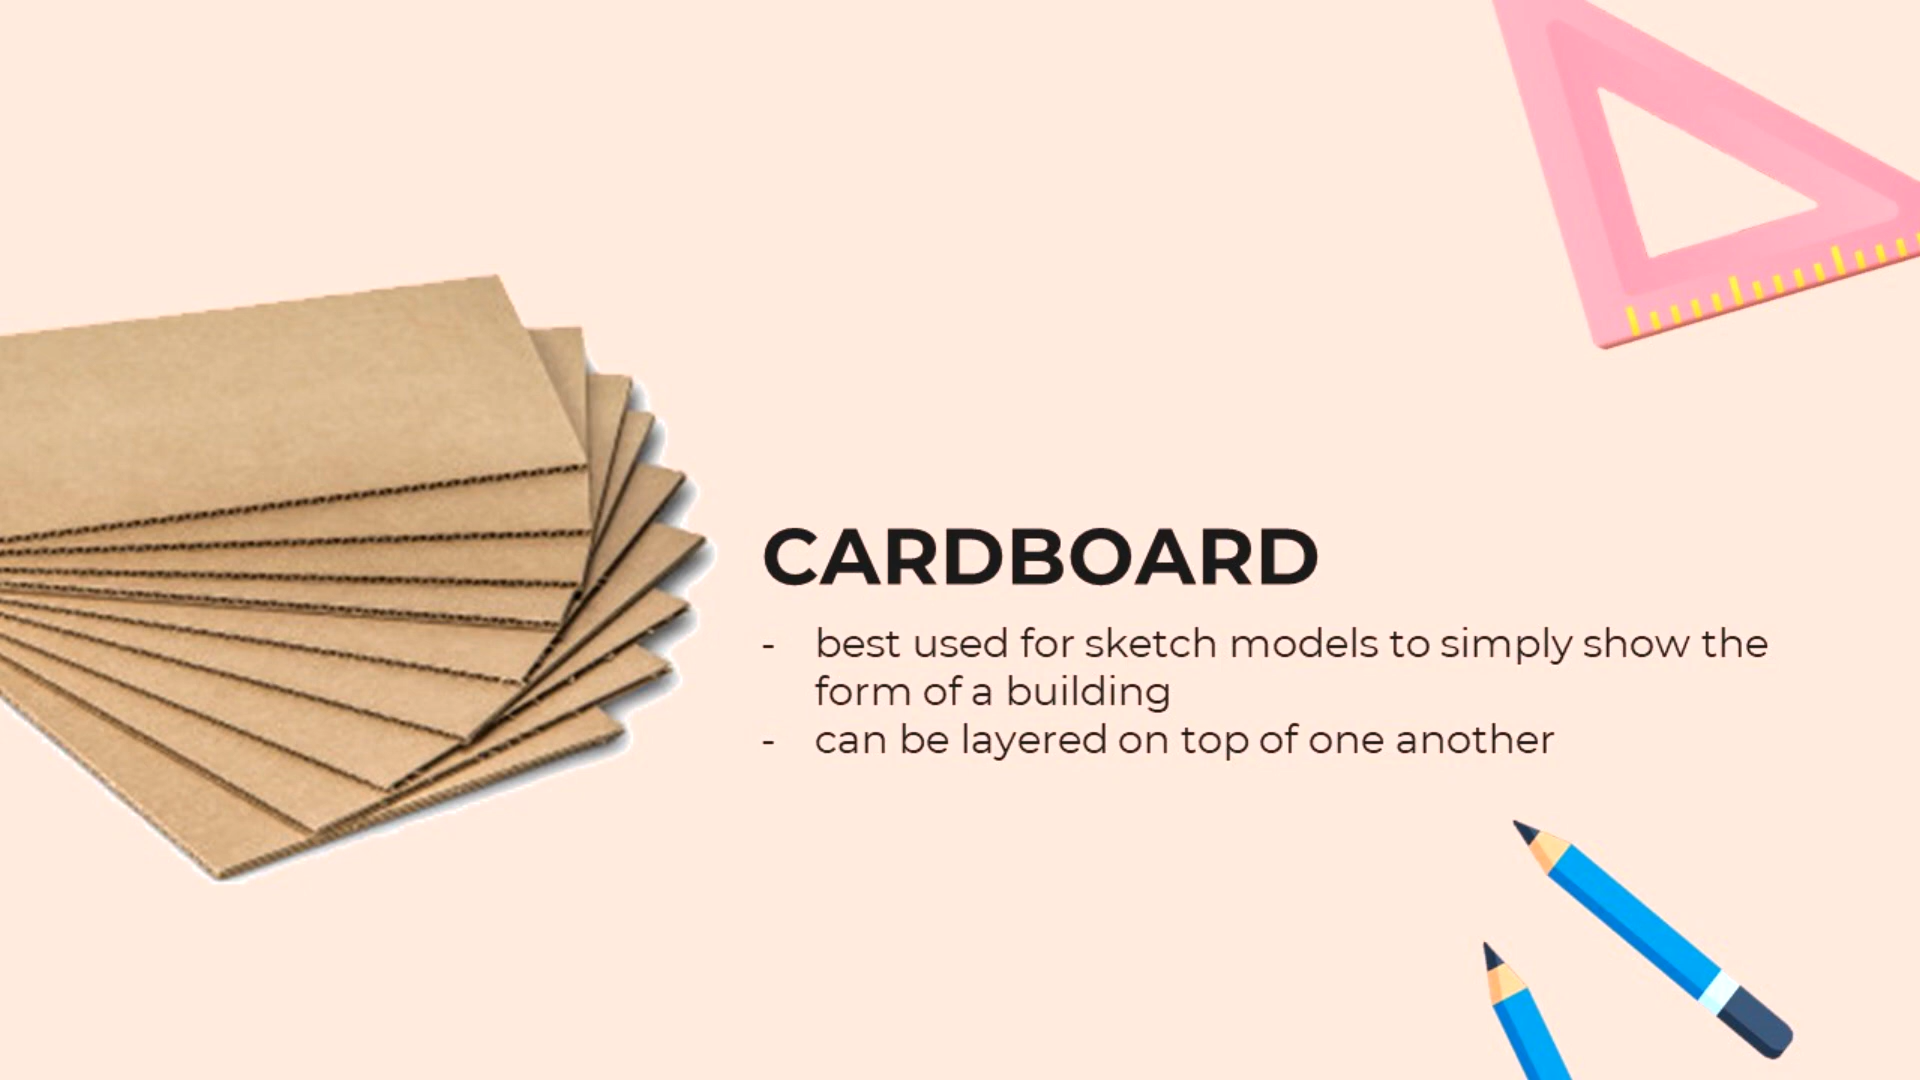 CARDBOARD
- best used for sketch models to simply show the
form of a building
- can be layered on top of one another